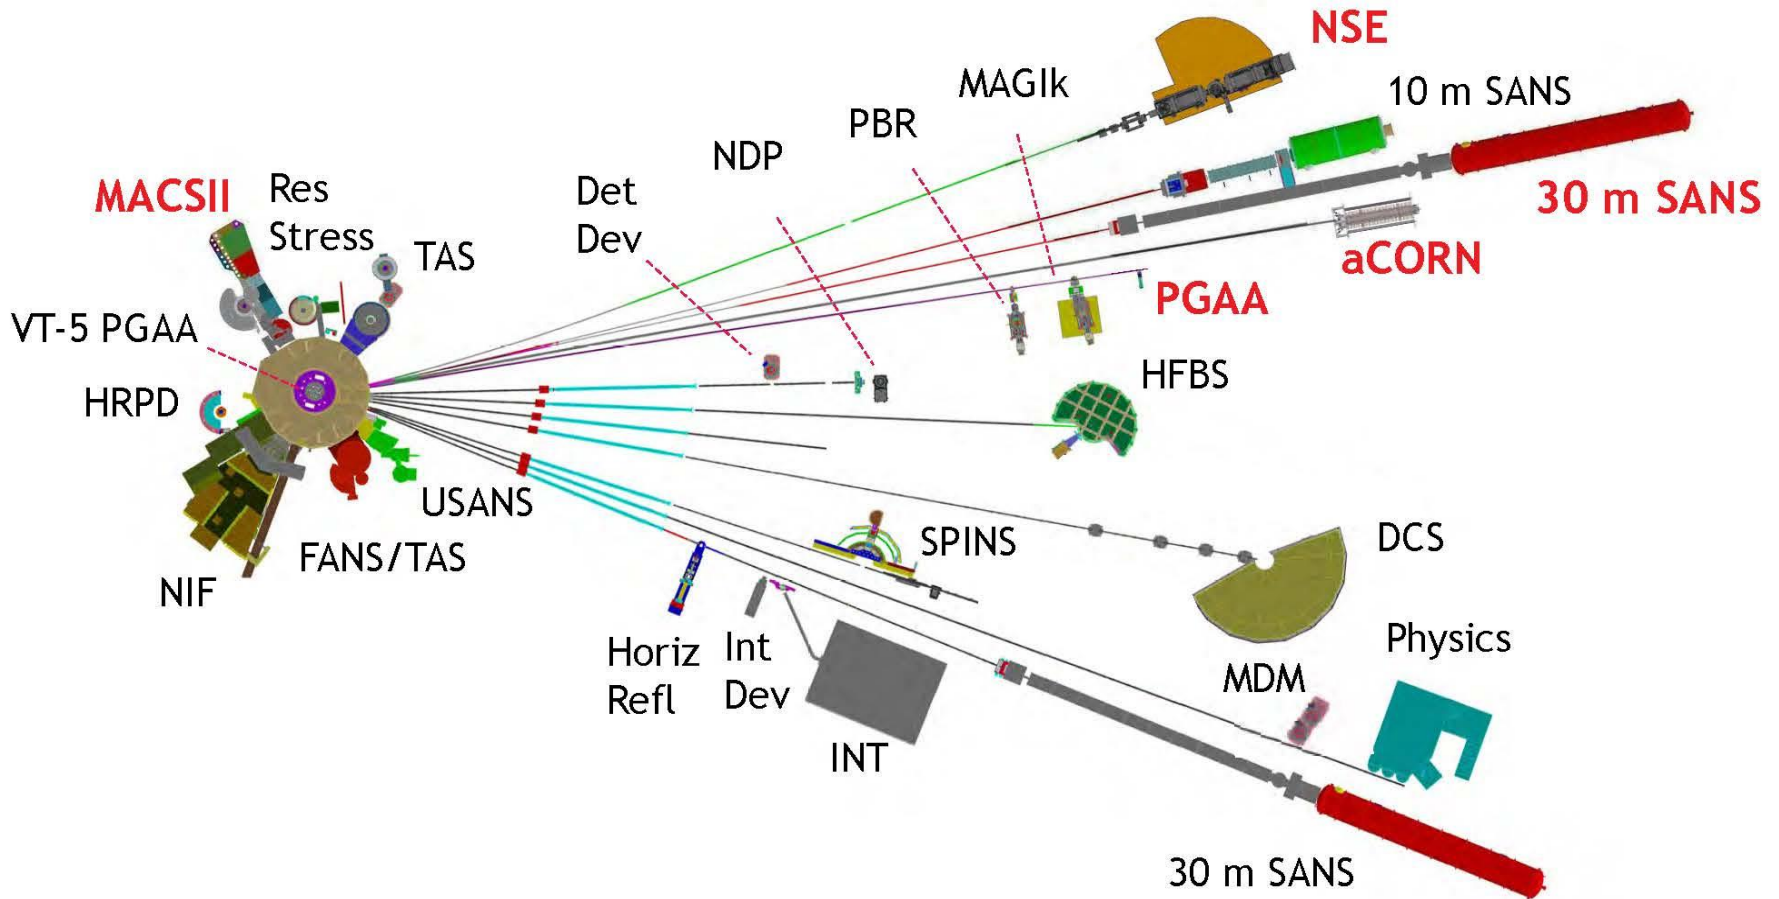 NSE
MAGIk
10 m SANS
PBR
NDP
Res
Stress
Det
Dev
MACSII
30 m SANS
TAS
aCORN
PGAA
VT-5 PGAA
HFBS
HRPD
USANS
SPINS
DCS
FANS/TAS
NIF
Physics
Horiz
Refl
Int
Dev
MDM
INT
30 m SANS